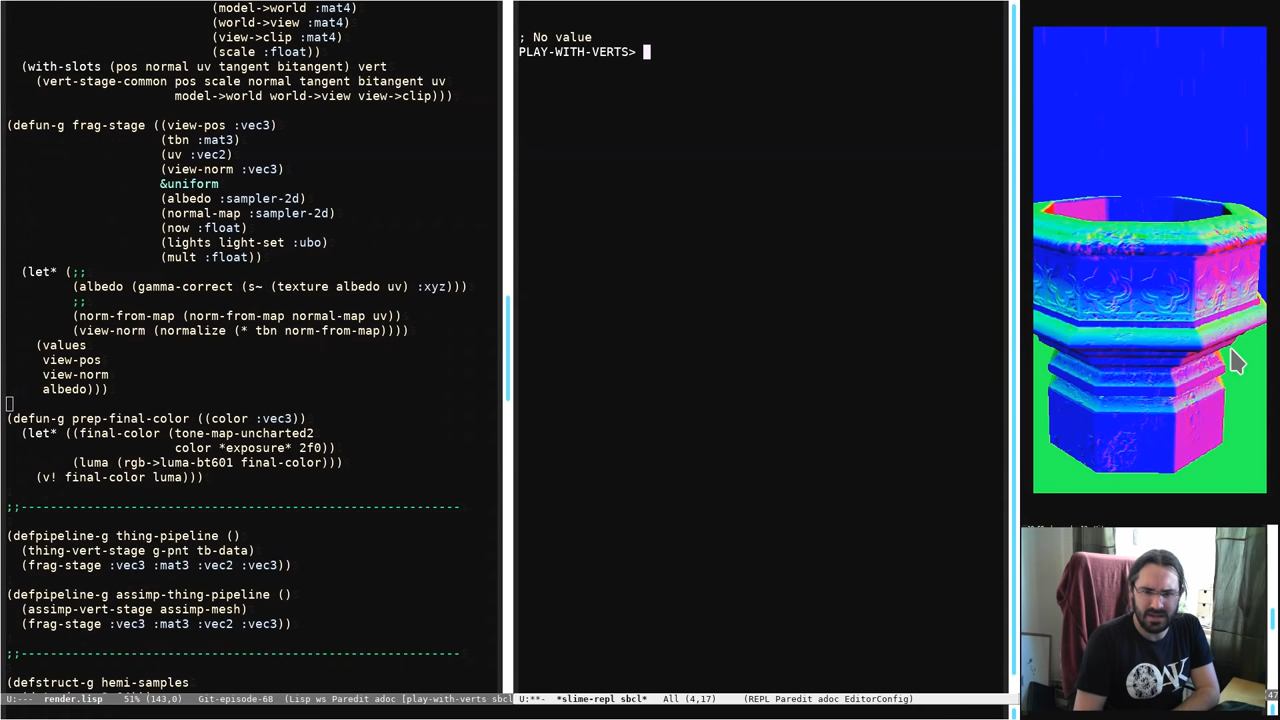 (model->world :mat4)
(world->view :mat4)
(view->clip :mat4)
(scale :float))
(with-slots (pos normal uv tangent bitangent) vert
(vert-stage-common pos scale normal tangent bitangent uv
model->world world->view view->clip)))
(defun-g frag-stage ((view-pos :vec3)
(tbn :mat3)
(uv :vec2)
(view-norm :vec3)
&uniform
(albedo :sampler-2d)
(normal-map :sampler-2d)
(now :float)
(lights light-set :ubo)
(mult :float))
(let* (;;
(albedo (gamma-correct (s~ (texture albedo uv) :xyz)))
;;
(norm-from-map (norm-from-map normal-map uv))
(view-norm (normalize (* tbn norm-from-map))))
(values
view-pos
view-norm
albedo)))
(defun-g prep-final-color ((color :vec3))
(let* ((final-color (tone-map-uncharted2
color *exposure* 2f0))
(luma (rgb->luma-bt601 final-color)))
(v! final-color luma)))
;;------------------------------------------------------------
(defpipeline-g thing-pipeline ()
(thing-vert-stage g-pnt tb-data)
(frag-stage :vec3 :mat3 :vec2 :vec3))
(defpipeline-g assimp-thing-pipeline ()
(assimp-vert-stage assimp-mesh)
(frag-stage :vec3 :mat3 :vec2 :vec3))
;;------------------------------------------------------------
(defstruct-g hemi-samples
U:--- render.lisp 51% (143,0) Git-episode-68 (Lisp ws Paredit adoc [play-with-verts sbcl
; No value
PLAY-WITH-VERTS>
U:**- *slime-repl sbcl* All (4,17) (REPL Paredit adoc EditorConfig)
OAK
47